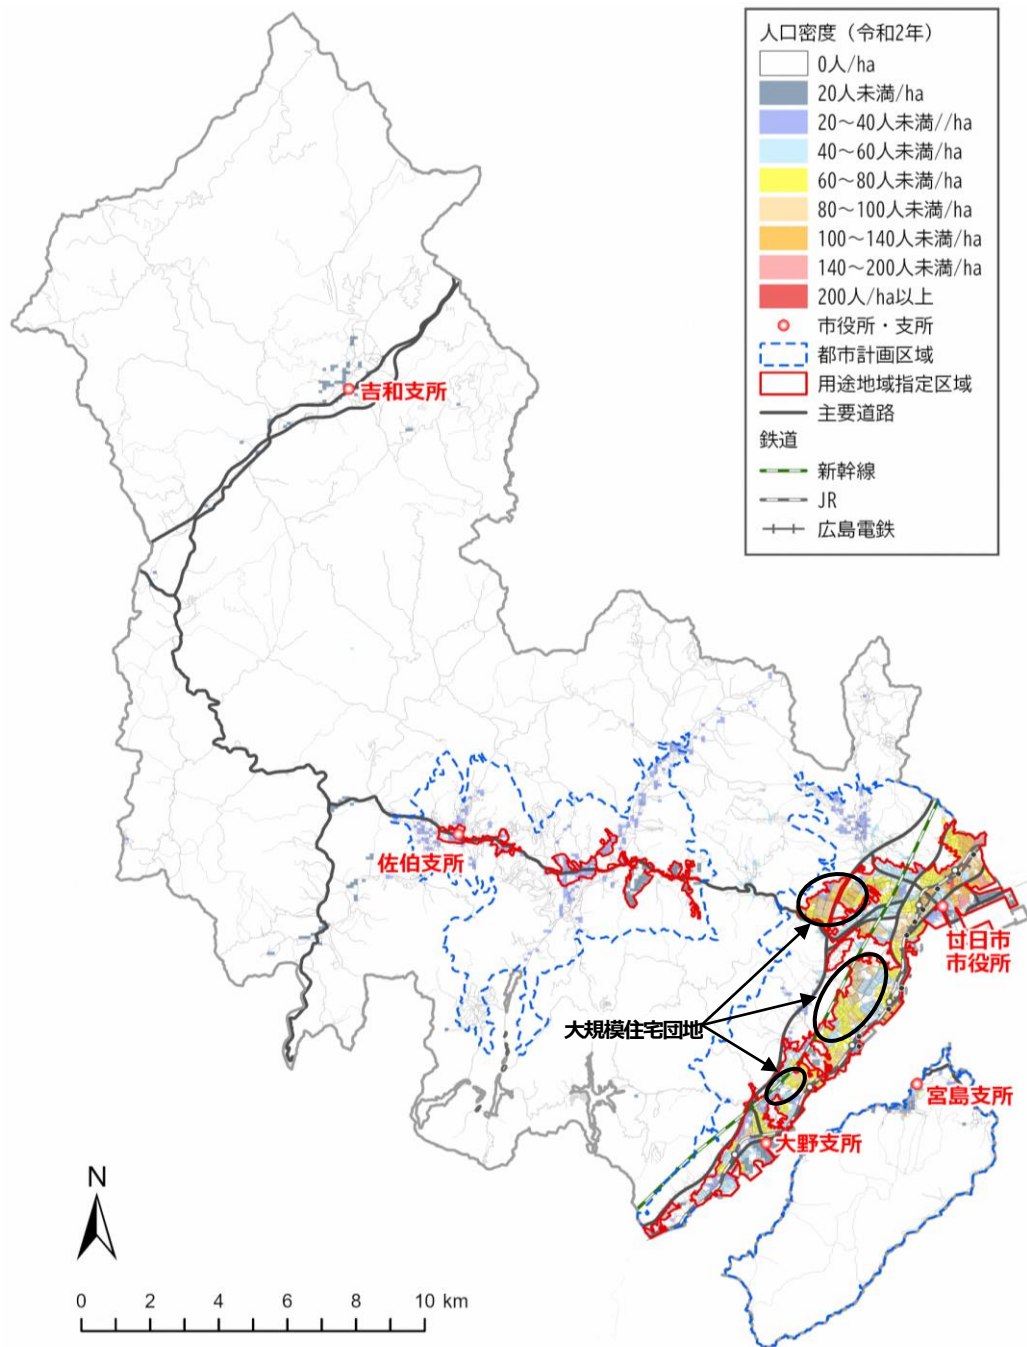 人口密度（令和2年）
0人/ha
20人未満/ha
20～40人未満//ha
40～60人未満/ha
60～80人未満/ha
80～100人未満/ha
100～140人未満/ha
140～200人未満/ha
200人/ha以上
市役所・支所
都市計画区域
用途地域指定区域
主要道路
鉄道
新幹線
JR
広島電鉄
吉和支所
佐伯支所
廿日市
市役所
大規模住宅団地
宮島支所
大野支所
N
0 2 4 6 8 10 km